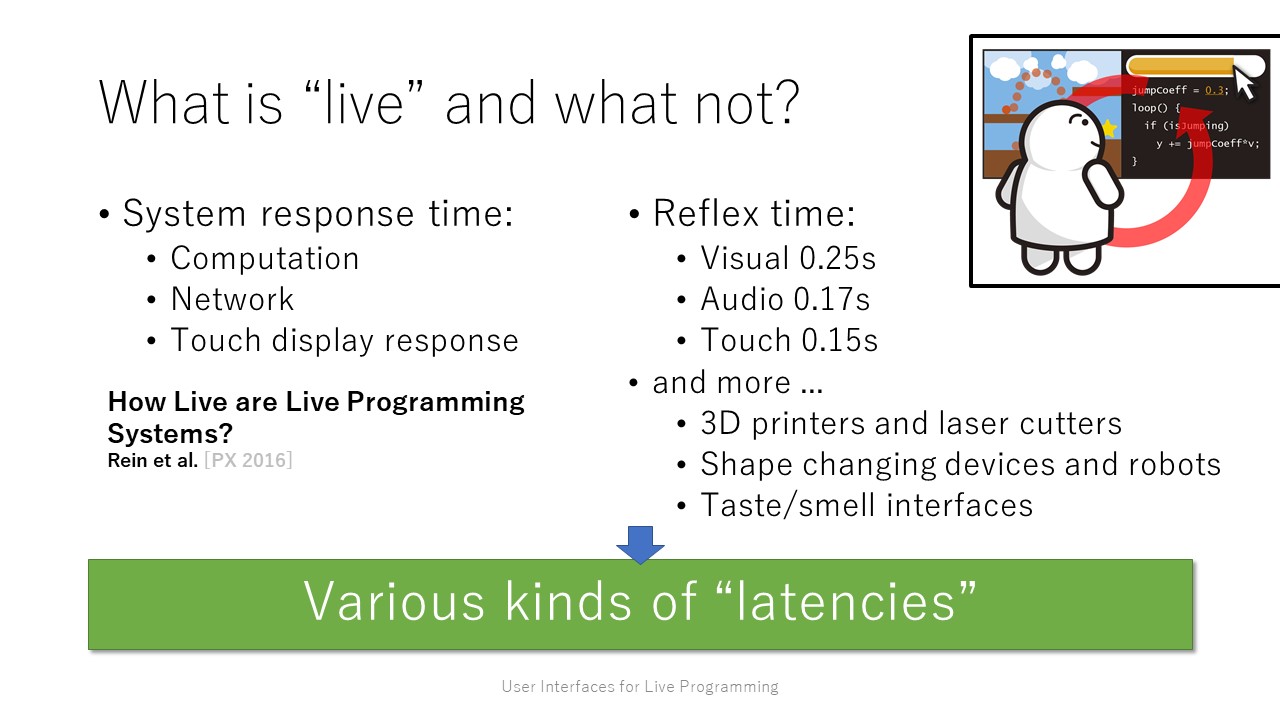 What is “live” and what not?
• System response time:
• Computation
• Network
• Touch display response
How Live are Live Programming
Systems?
Rein et al. [PX 2016]
• Reflex time:
• Visual 0.25s
• Audio 0.17s
• Touch 0.15s
• and more …
• 3D printers and laser cutters
• Shape changing devices and robots
• Taste/smell interfaces
jumpCoeff = 0.3;
loop() {
if (isJumping)
y += jumpCoeff*v;
}
Various kinds of “latencies”
User Interfaces for Live Programming